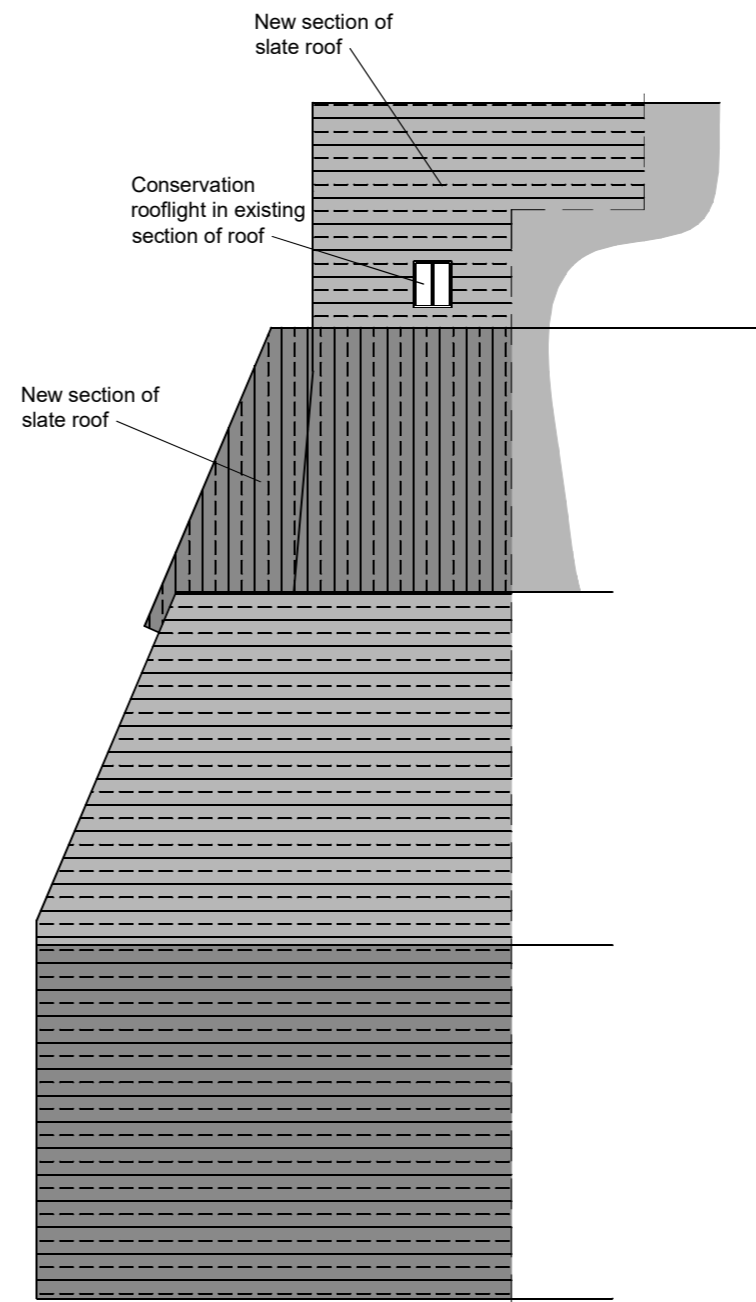 New section of
slate roof
Conservation
rooflight in existing
section of roof
New section of
slate roof